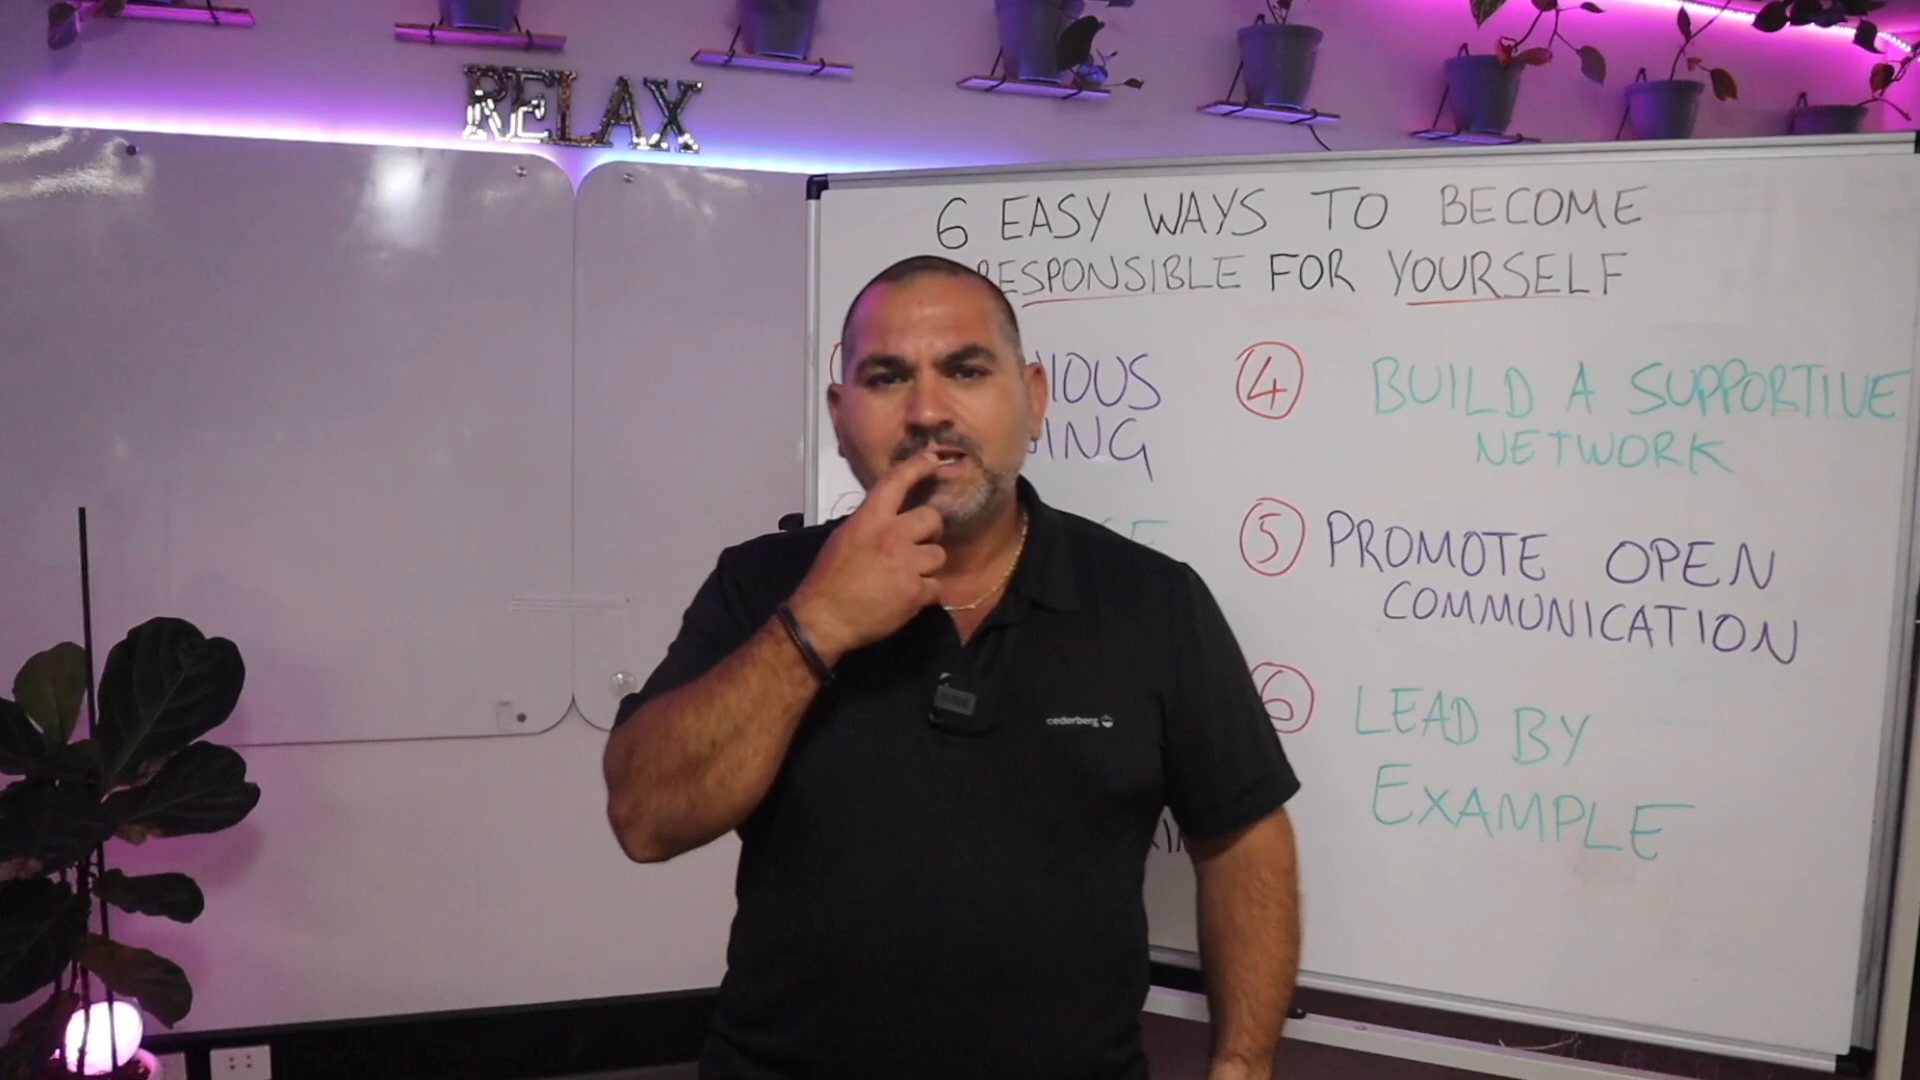 RELAX
6 EASY WAYS TO BECOME
RESPONSIBLE FOR YOURSELF
4 BUILD A SUPPORTIVE
NETWORK
5 PROMOTE OPEN
COMMUNICATION
6 LEAD BY
EXAMPLE
cederberg